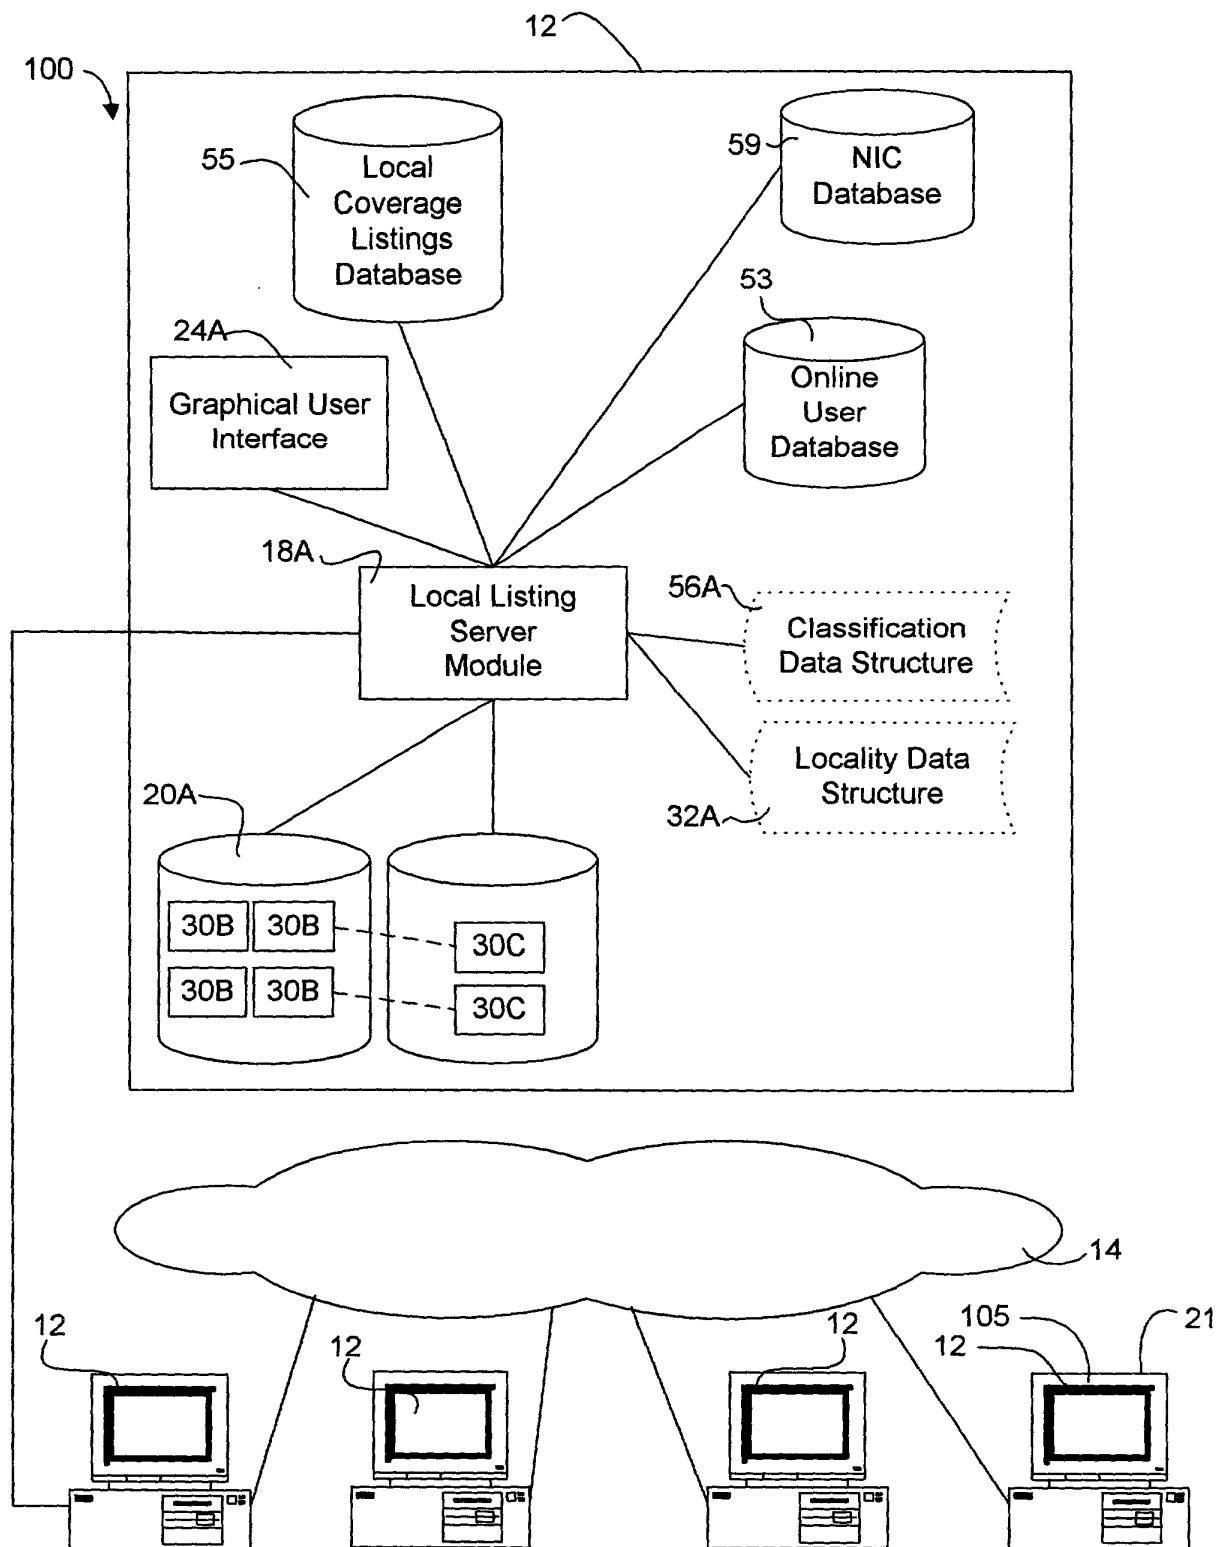 12
100
55
Local
Coverage
Listings
Database
59
NIC
Database
53
Online
User
Database
24A
Graphical User
Interface
18A
Local Listing
Server
Module
56A
Classification
Data Structure
Locality Data
Structure
32A
20A
30B 30B
30C
30B 30B
30C
14
12
12
12
12
105
21